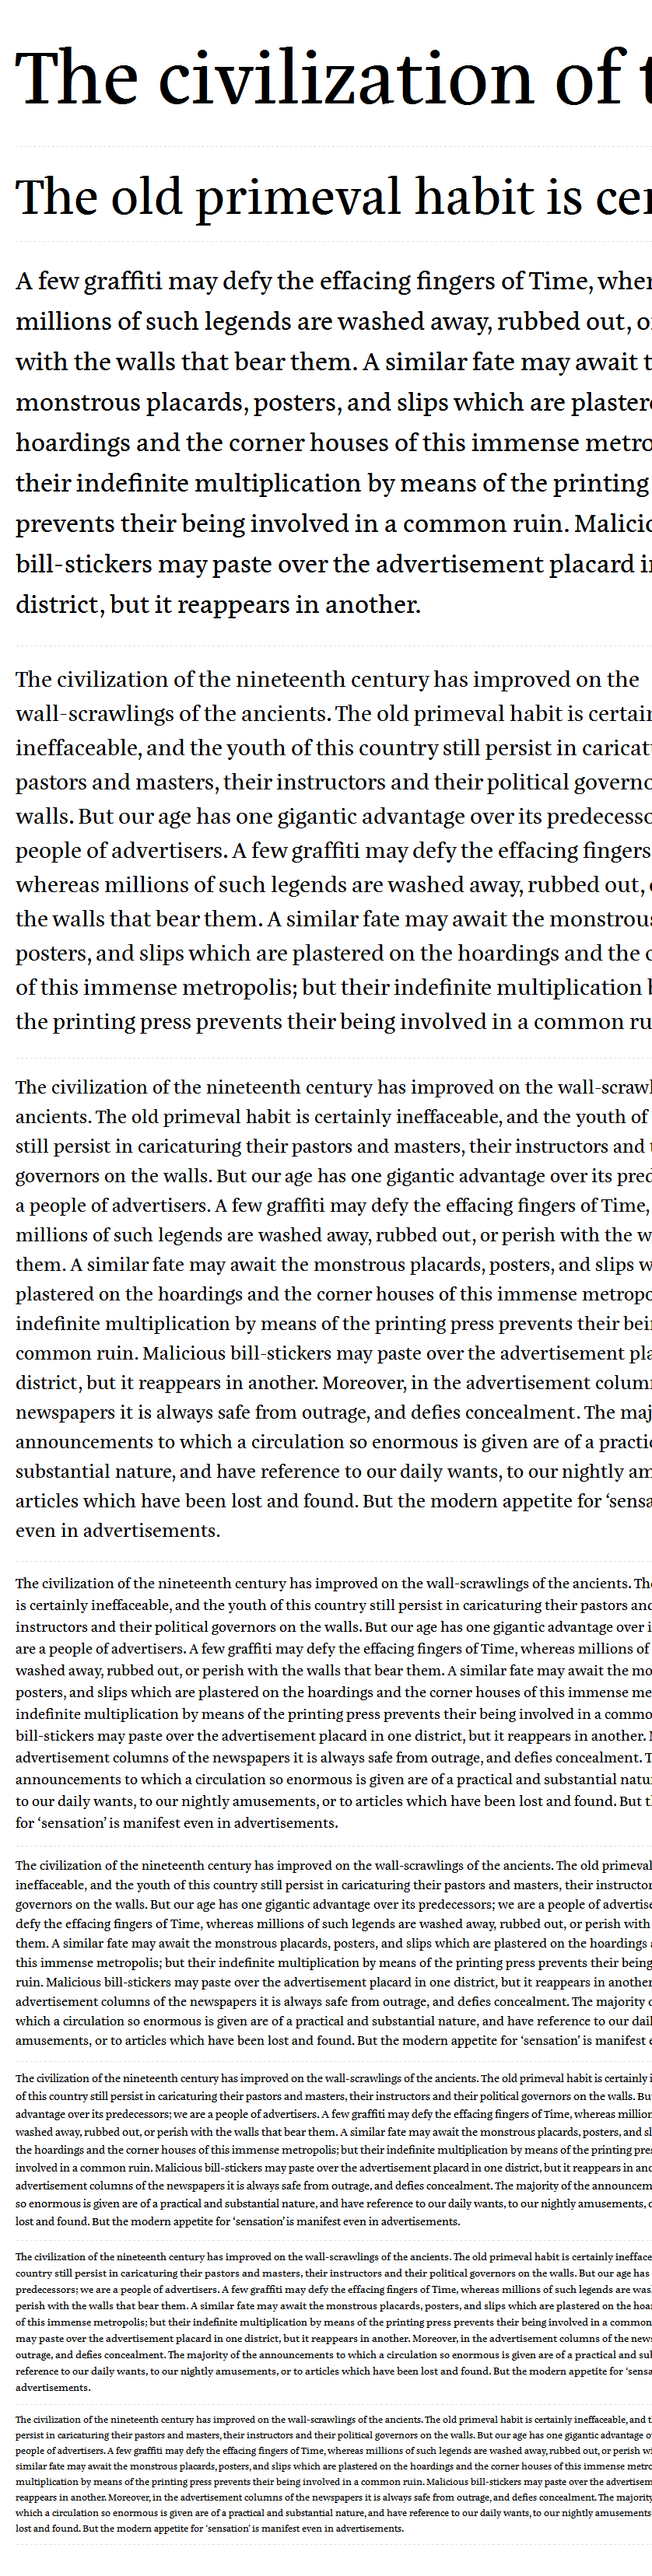 The civilization of t
The old primeval habit is cer
A few graffiti may defy the effacing fingers of Time, wher
millions of such legends are washed away, rubbed out, o
with the walls that bear them. A similar fate may await t
monstrous placards, posters, and slips which are plaster
hoardings and the corner houses of this immense metro
their indefinite multiplication by means of the printing
prevents their being involved in a common ruin. Malicio
bill-stickers may paste over the advertisement placard i
district, but it reappears in another.
The civilization of the nineteenth century has improved on the
wall-scrawlings of the ancients. The old primeval habit is certain
ineffaceable, and the youth of this country still persist in caricat
pastors and masters, their instructors and their political governo
walls. But our age has one gigantic advantage over its predecesso
people of advertisers. A few graffiti may defy the effacing fingers
whereas millions of such legends are washed away, rubbed out, o
the walls that bear them. A similar fate may await the monstrous
posters, and slips which are plastered on the hoardings and the c
of this immense metropolis; but their indefinite multiplication b
the printing press prevents their being involved in a common ru
The civilization of the nineteenth century has improved on the wall-scrawl
ancients. The old primeval habit is certainly ineffaceable, and the youth of
still persist in caricaturing their pastors and masters, their instructors and t
governors on the walls. But our age has one gigantic advantage over its pred
a people of advertisers. A few graffiti may defy the effacing fingers of Time,
millions of such legends are washed away, rubbed out, or perish with the w
them. A similar fate may await the monstrous placards, posters, and slips w
plastered on the hoardings and the corner houses of this immense metropo
indefinite multiplication by means of the printing press prevents their bein
common ruin. Malicious bill-stickers may paste over the advertisement pla
district, but it reappears in another. Moreover, in the advertisement column
newspapers it is always safe from outrage, and defies concealment. The maj
announcements to which a circulation so enormous is given are of a practic
substantial nature, and have reference to our daily wants, to our nightly am
articles which have been lost and found. But the modern appetite for ‘sensa
even in advertisements.
The civilization of the nineteenth century has improved on the wall-scrawlings of the ancients. The
is certainly ineffaceable, and the youth of this country still persist in caricaturing their pastors and
instructors and their political governors on the walls. But our age has one gigantic advantage over i
are a people of advertisers. A few graffiti may defy the effacing fingers of Time, whereas millions of
washed away, rubbed out, or perish with the walls that bear them. A similar fate may await the mo
posters, and slips which are plastered on the hoardings and the corner houses of this immense me
indefinite multiplication by means of the printing press prevents their being involved in a commo
bill-stickers may paste over the advertisement placard in one district, but it reappears in another. M
advertisement columns of the newspapers it is always safe from outrage, and defies concealment. T
announcements to which a circulation so enormous is given are of a practical and substantial natur
to our daily wants, to our nightly amusements, or to articles which have been lost and found. But th
for ‘sensation’ is manifest even in advertisements.
The civilization of the nineteenth century has improved on the wall-scrawlings of the ancients. The old primeval
ineffaceable, and the youth of this country still persist in caricaturing their pastors and masters, their instructor
governors on the walls. But our age has one gigantic advantage over its predecessors; we are a people of advertise
defy the effacing fingers of Time, whereas millions of such legends are washed away, rubbed out, or perish with
them. A similar fate may await the monstrous placards, posters, and slips which are plastered on the hoardings a
this immense metropolis; but their indefinite multiplication by means of the printing press prevents their being
ruin. Malicious bill-stickers may paste over the advertisement placard in one district, but it reappears in another
advertisement columns of the newspapers it is always safe from outrage, and defies concealment. The majority o
which a circulation so enormous is given are of a practical and substantial nature, and have reference to our dail
amusements, or to articles which have been lost and found. But the modern appetite for ‘sensation’ is manifest e
The civilization of the nineteenth century has improved on the wall-scrawlings of the ancients. The old primeval habit is certainly i
of this country still persist in caricaturing their pastors and masters, their instructors and their political governors on the walls. Bu
advantage over its predecessors; we are a people of advertisers. A few graffiti may defy the effacing fingers of Time, whereas million
washed away, rubbed out, or perish with the walls that bear them. A similar fate may await the monstrous placards, posters, and sl
the hoardings and the corner houses of this immense metropolis; but their indefinite multiplication by means of the printing pres
involved in a common ruin. Malicious bill-stickers may paste over the advertisement placard in one district, but it reappears in ano
advertisement columns of the newspapers it is always safe from outrage, and defies concealment. The majority of the announcem
so enormous is given are of a practical and substantial nature, and have reference to our daily wants, to our nightly amusements, o
lost and found. But the modern appetite for ‘sensation’ is manifest even in advertisements.
The civilization of the nineteenth century has improved on the wall-scrawlings of the ancients. The old primeval habit is certainly inefface
country still persist in caricaturing their pastors and masters, their instructors and their political governors on the walls. But our age has
predecessors; we are a people of advertisers. A few graffiti may defy the effacing fingers of Time, whereas millions of such legends are was
perish with the walls that bear them. A similar fate may await the monstrous placards, posters, and slips which are plastered on the hoar
of this immense metropolis; but their indefinite multiplication by means of the printing press prevents their being involved in a common
may paste over the advertisement placard in one district, but it reappears in another. Moreover, in the advertisement columns of the news
outrage, and defies concealment. The majority of the announcements to which a circulation so enormous is given are of a practical and sub
reference to our daily wants, to our nightly amusements, or to articles which have been lost and found. But the modern appetite for ‘sensa
advertisements.
The civilization of the nineteenth century has improved on the wall-scrawlings of the ancients. The old primeval habit is certainly ineffaceable, and t
persist in caricaturing their pastors and masters, their instructors and their political governors on the walls. But our age has one gigantic advantage o
people of advertisers. A few graffiti may defy the effacing fingers of Time, whereas millions of such legends are washed away, rubbed out, or perish wi
similar fate may await the monstrous placards, posters, and slips which are plastered on the hoardings and the corner houses of this immense metro
multiplication by means of the printing press prevents their being involved in a common ruin. Malicious bill-stickers may paste over the advertisem
reappears in another. Moreover, in the advertisement columns of the newspapers it is always safe from outrage, and defies concealment. The majority
which a circulation so enormous is given are of a practical and substantial nature, and have reference to our daily wants, to our nightly amusements
lost and found. But the modern appetite for ‘sensation’ is manifest even in advertisements.